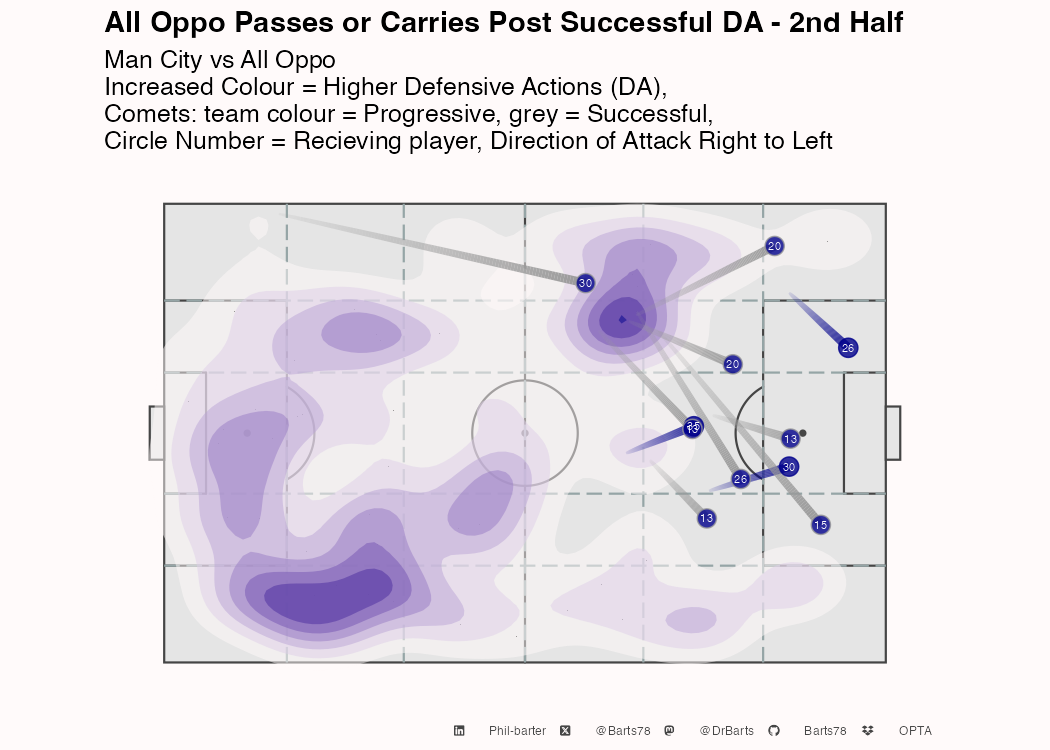 All Oppo Passes or Carries Post Successful DA - 2nd Half
Man City vs All Oppo
Increased Colour = Higher Defensive Actions (DA),
Comets: team colour = Progressive, grey = Successful,
Circle Number = Recieving player, Direction of Attack Right to Left
20
30
26
20
13
13
30
26
13
15
Phil-barter @Barts78 @DrBarts Barts78 OPTA